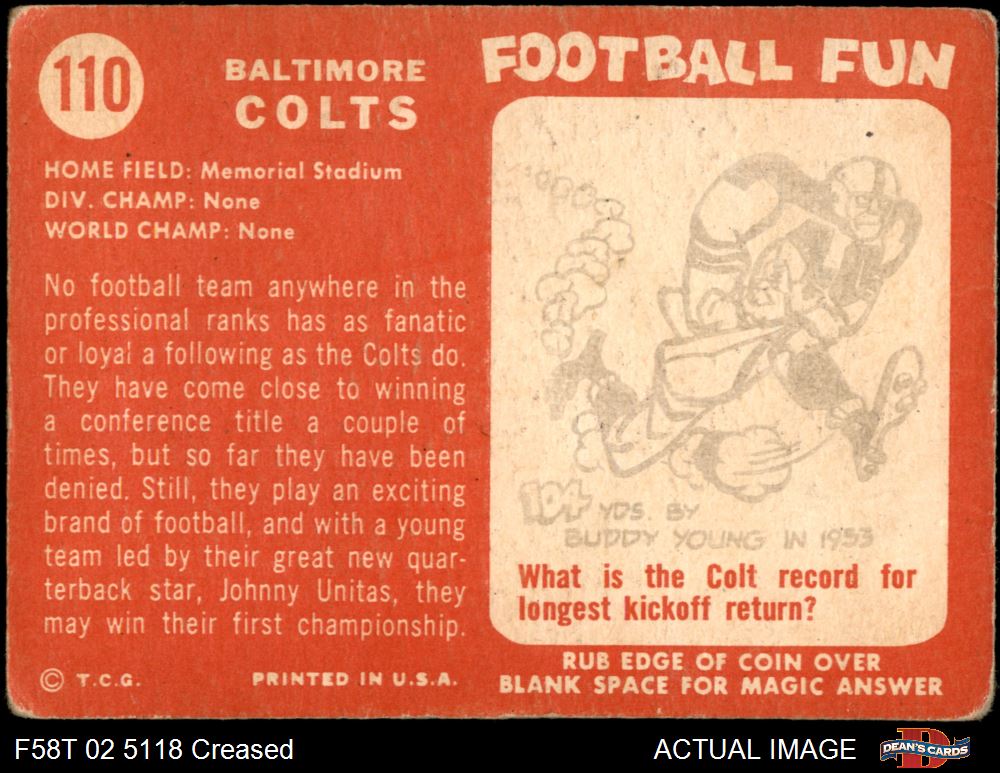 110
BALTIMORE
COLTS
HOME FIELD: Memorial Stadium
DIV. CHAMP: None
WORLD CHAMP: None
No football team anywhere in the
professional ranks has as fanatic
or loyal a following as the Colts do.
They have come close to winning
a conference title a couple of
times, but so far they have been
denied. Still, they play an exciting
brand of football, and with a young
team led by their great new quar-
terback star, Johnny Unitas, they
may win their first championship.
© T.C.G.
PRINTED IN U.S.A.
FOOTBALL FUN
104 YDS. BY
BUDDY YOUNG IN 1953
What is the Colt record for
longest kickoff return?
RUB EDGE OF COIN OVER
BLANK SPACE FOR MAGIC ANSWER
F58T 02 5118 Creased
ACTUAL IMAGE
DEAN'S CARDS